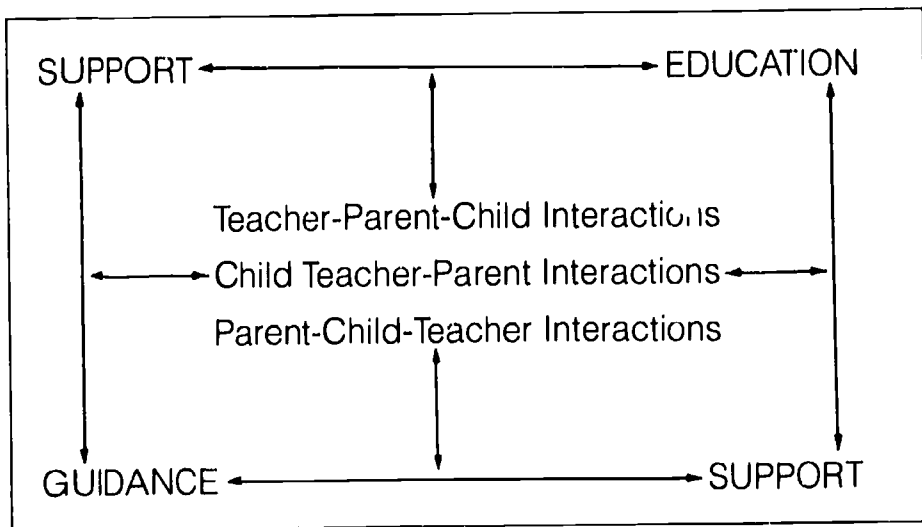 SUPPORT EDUCATION
Teacher-Parent-Child Interactions
Child Teacher-Parent Interactions
Parent-Child-Teacher Interactions
GUIDANCE SUPPORT